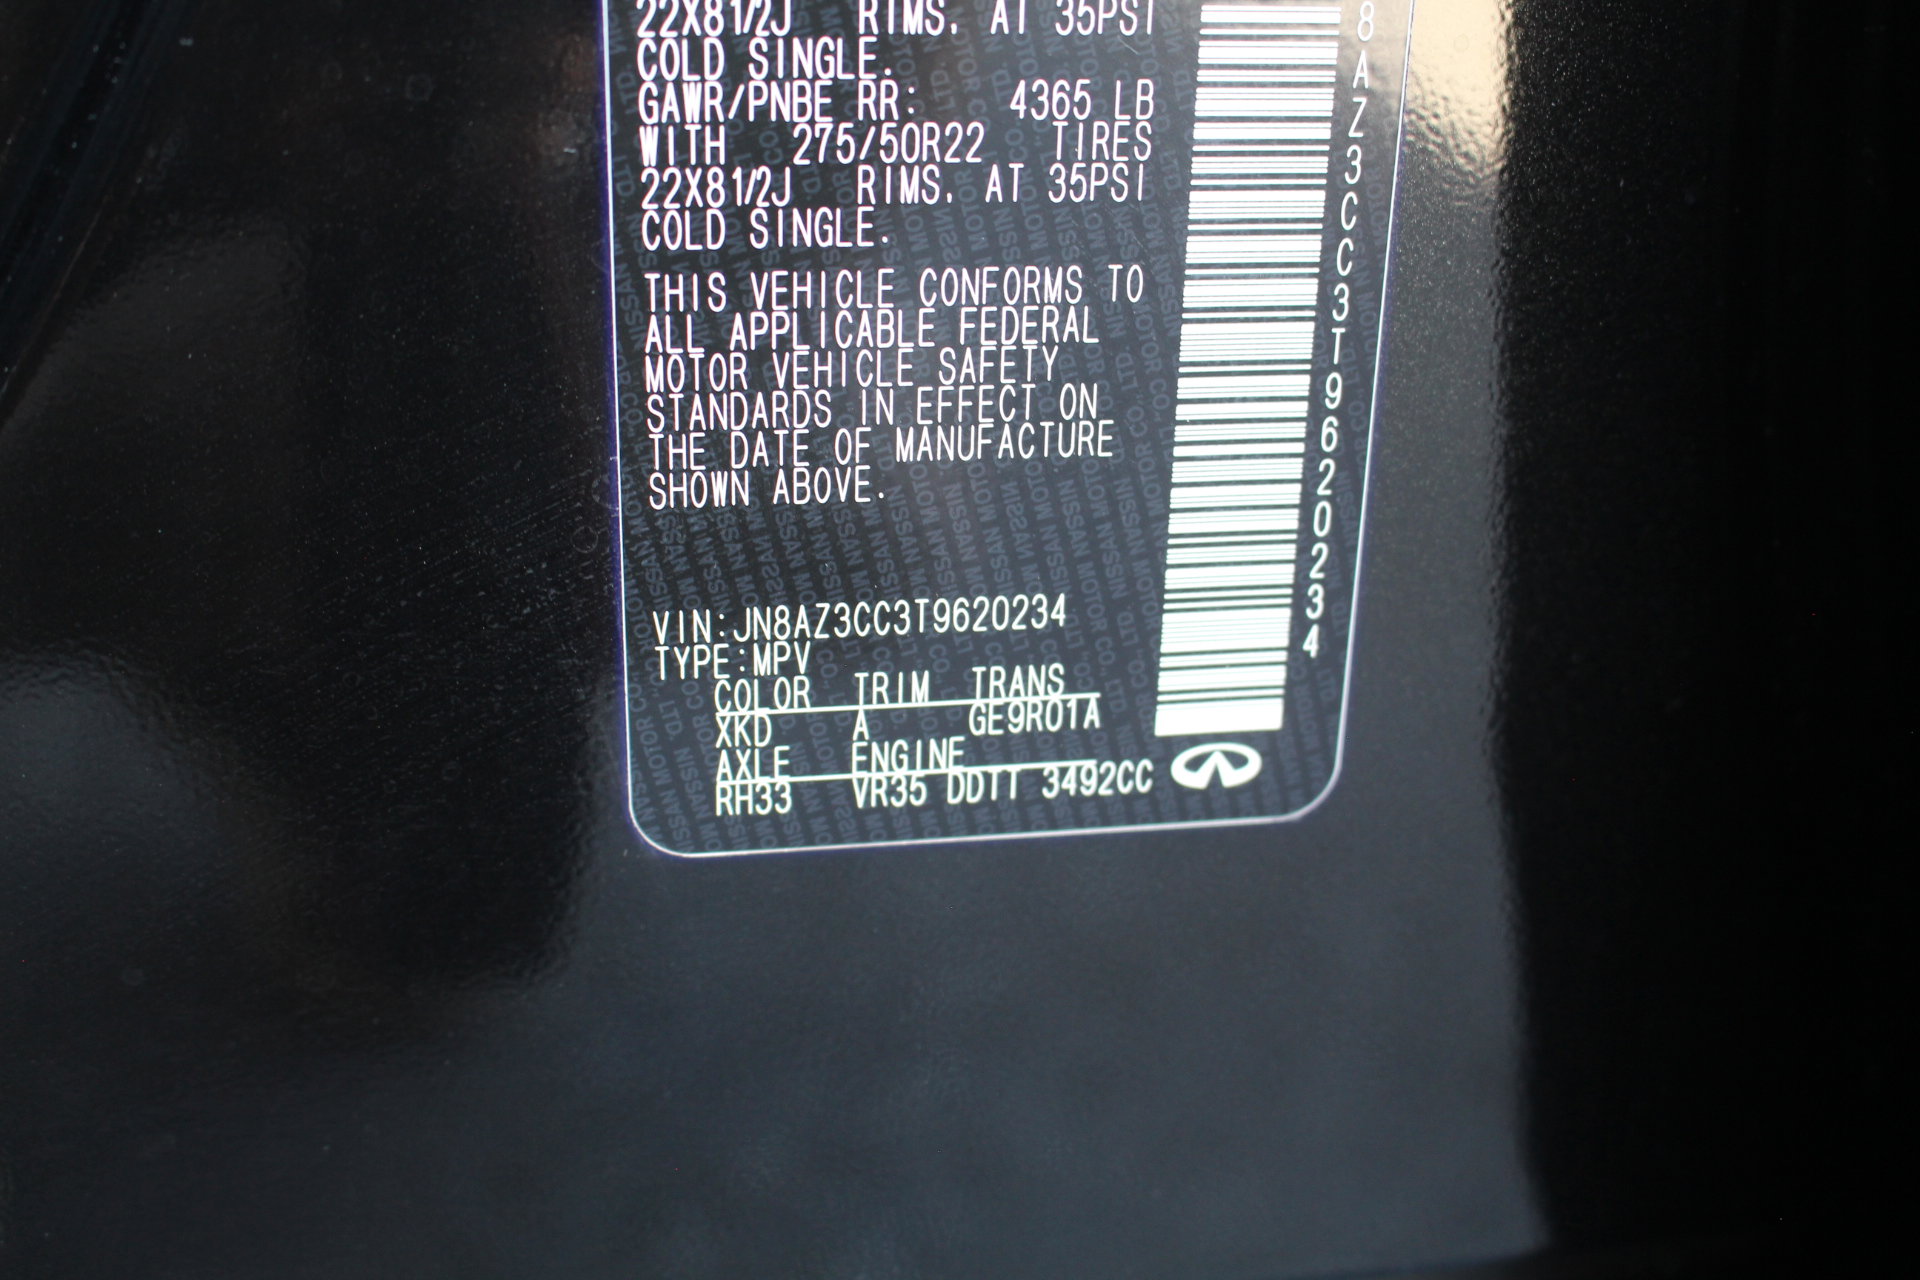 22X81/2J RIMS. AT 35PSI
COLD SINGLE.
GAWR/PNBE RR: 4365 LB
WITH 275/50R22 TIRES
22X81/2J RIMS. AT 35PSI
COLD SINGLE.
THIS VEHICLE CONFORMS TO
ALL APPLICABLE FEDERAL
MOTOR VEHICLE SAFETY
STANDARDS IN EFFECT ON
THE DATE OF MANUFACTURE
SHOWN ABOVE.
VIN:JN8AZ3CC3T9620234
TYPE:MPV
COLOR TRIM TRANS
XKD A GE9R01A
AXLE ENGINE
RH33 VR35 DDTT 3492CC
8AZ3CC3T9620234